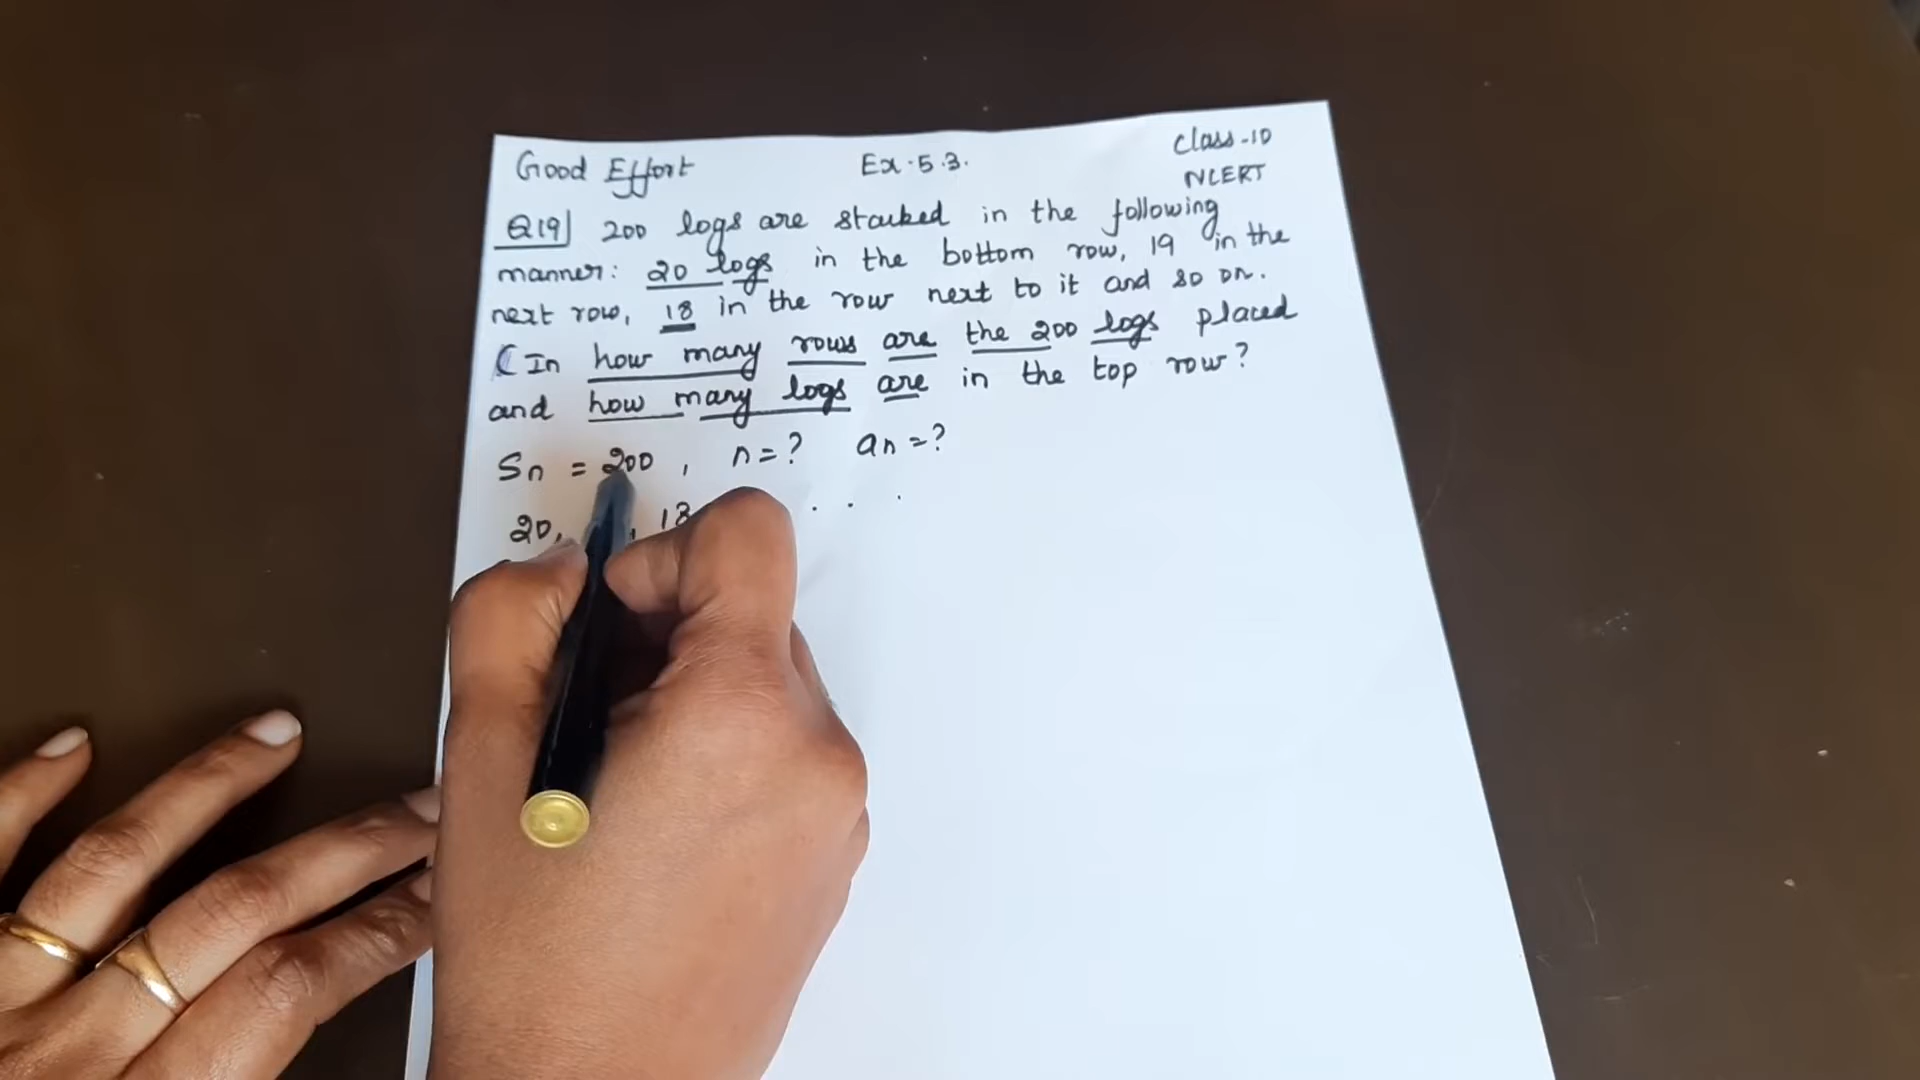 Good Effort Ex.5.3. Class-10
NCERT
Q19] 200 logs are stacked in the following
manner: 20 logs in the bottom row, 19 in the
next row, 18 in the row next to it and so on.
(In how many rows are the 200 logs placed
and how many logs are in the top row?
Sn = 200, n=? an=?
20, , 18 . . .